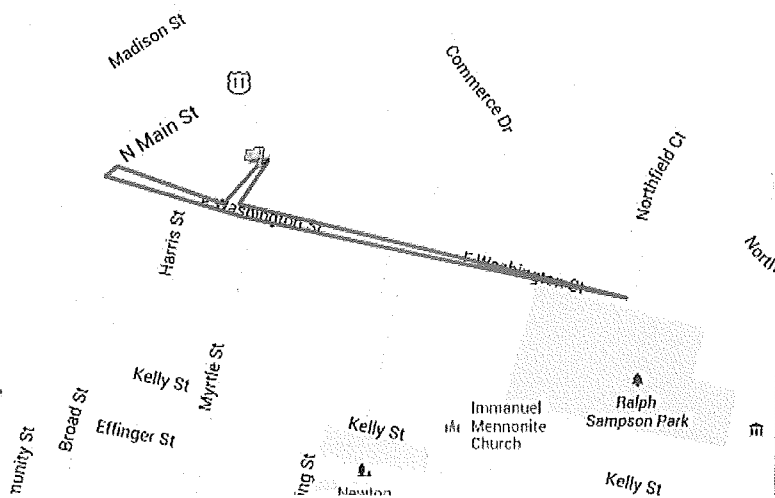 Madison St
11
Commerce Dr
N Main St
Northfield Ct
Harris St
Washington St
E Washington St
Kelly St
Myrtle St
Broad St
Effinger St
Kelly St
Immanuel
Mennonite
Church
Ralph
Sampson Park
Kelly St